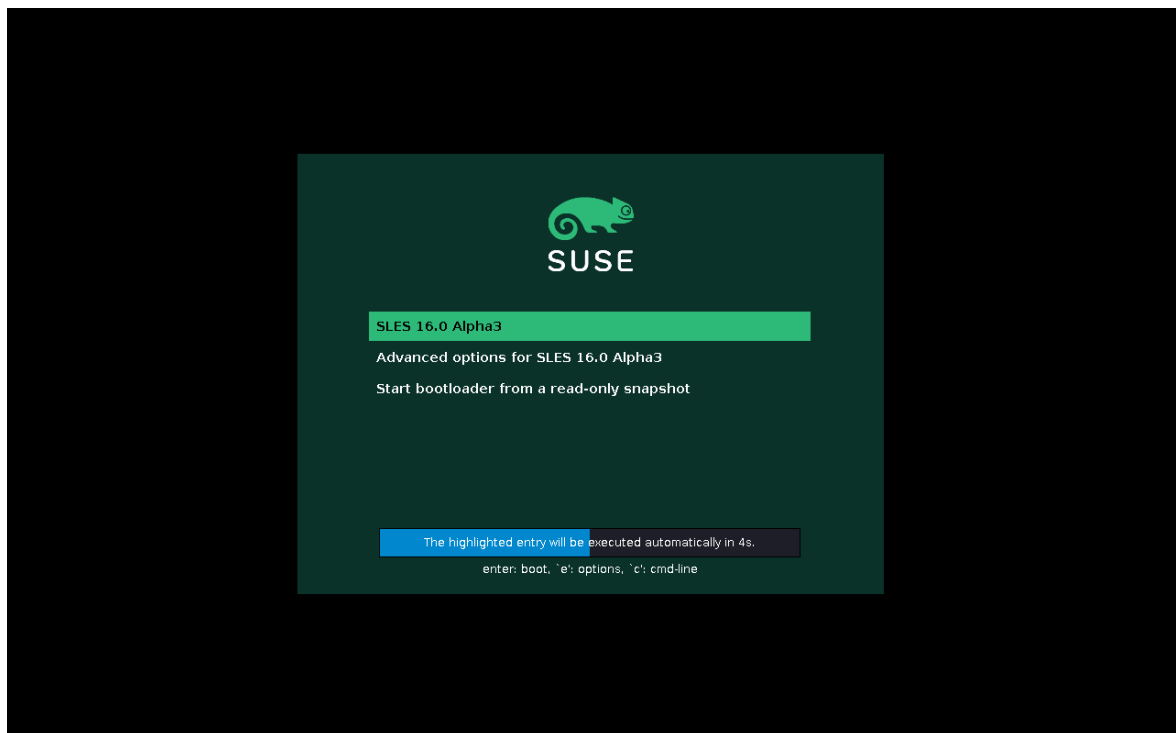 SUSE
SLES 16.0 Alpha3
Advanced options for SLES 16.0 Alpha3
Start bootloader from a read-only snapshot
The highlighted entry will be executed automatically in 4s.
enter: boot, `e': options, `c': cmd-line